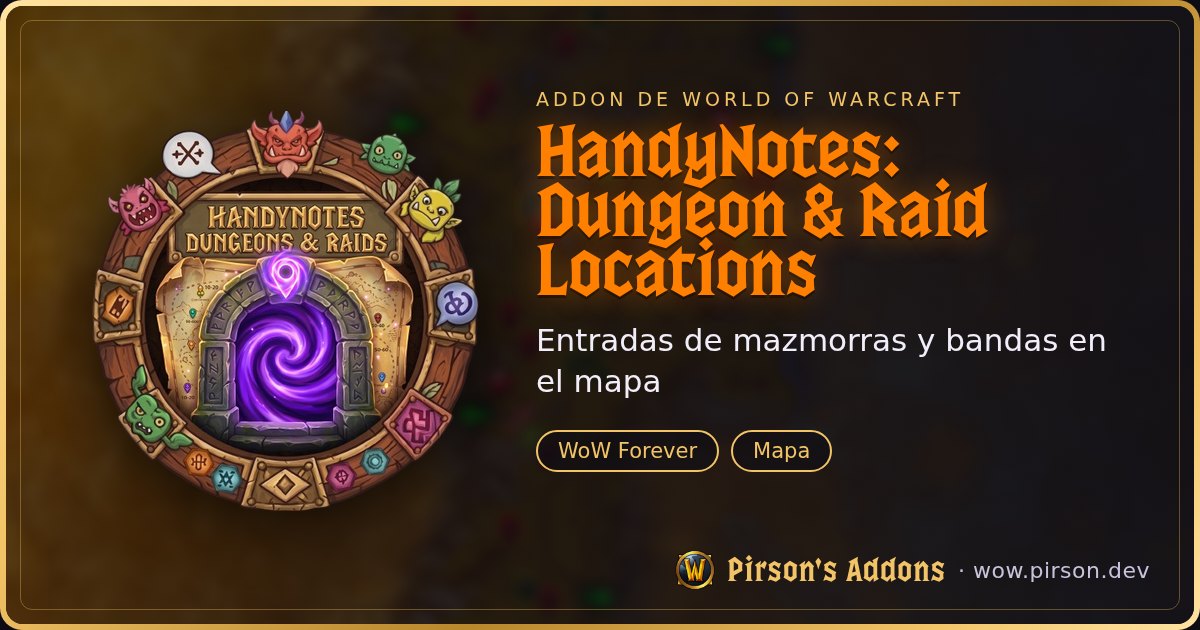 HANDYNOTES
DUNGEONS & RAIDS
ADDON DE WORLD OF WARCRAFT
HandyNotes:
Dungeon & Raid
Locations
Entradas de mazmorras y bandas en
el mapa
WoW Forever
Mapa
W Pirson's Addons · wow.pirson.dev